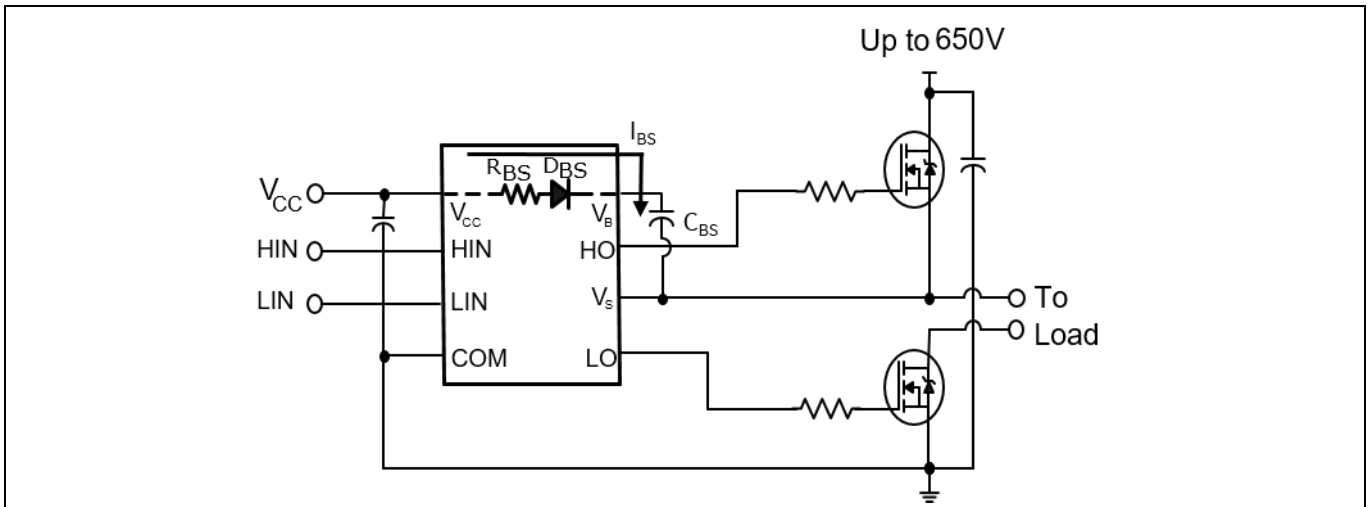 Up to 650V
I_BS
R_BS D_BS
V_CC
V_CC V_B
C_BS
HIN HIN HO
LIN LIN V_S
To
Load
COM LO